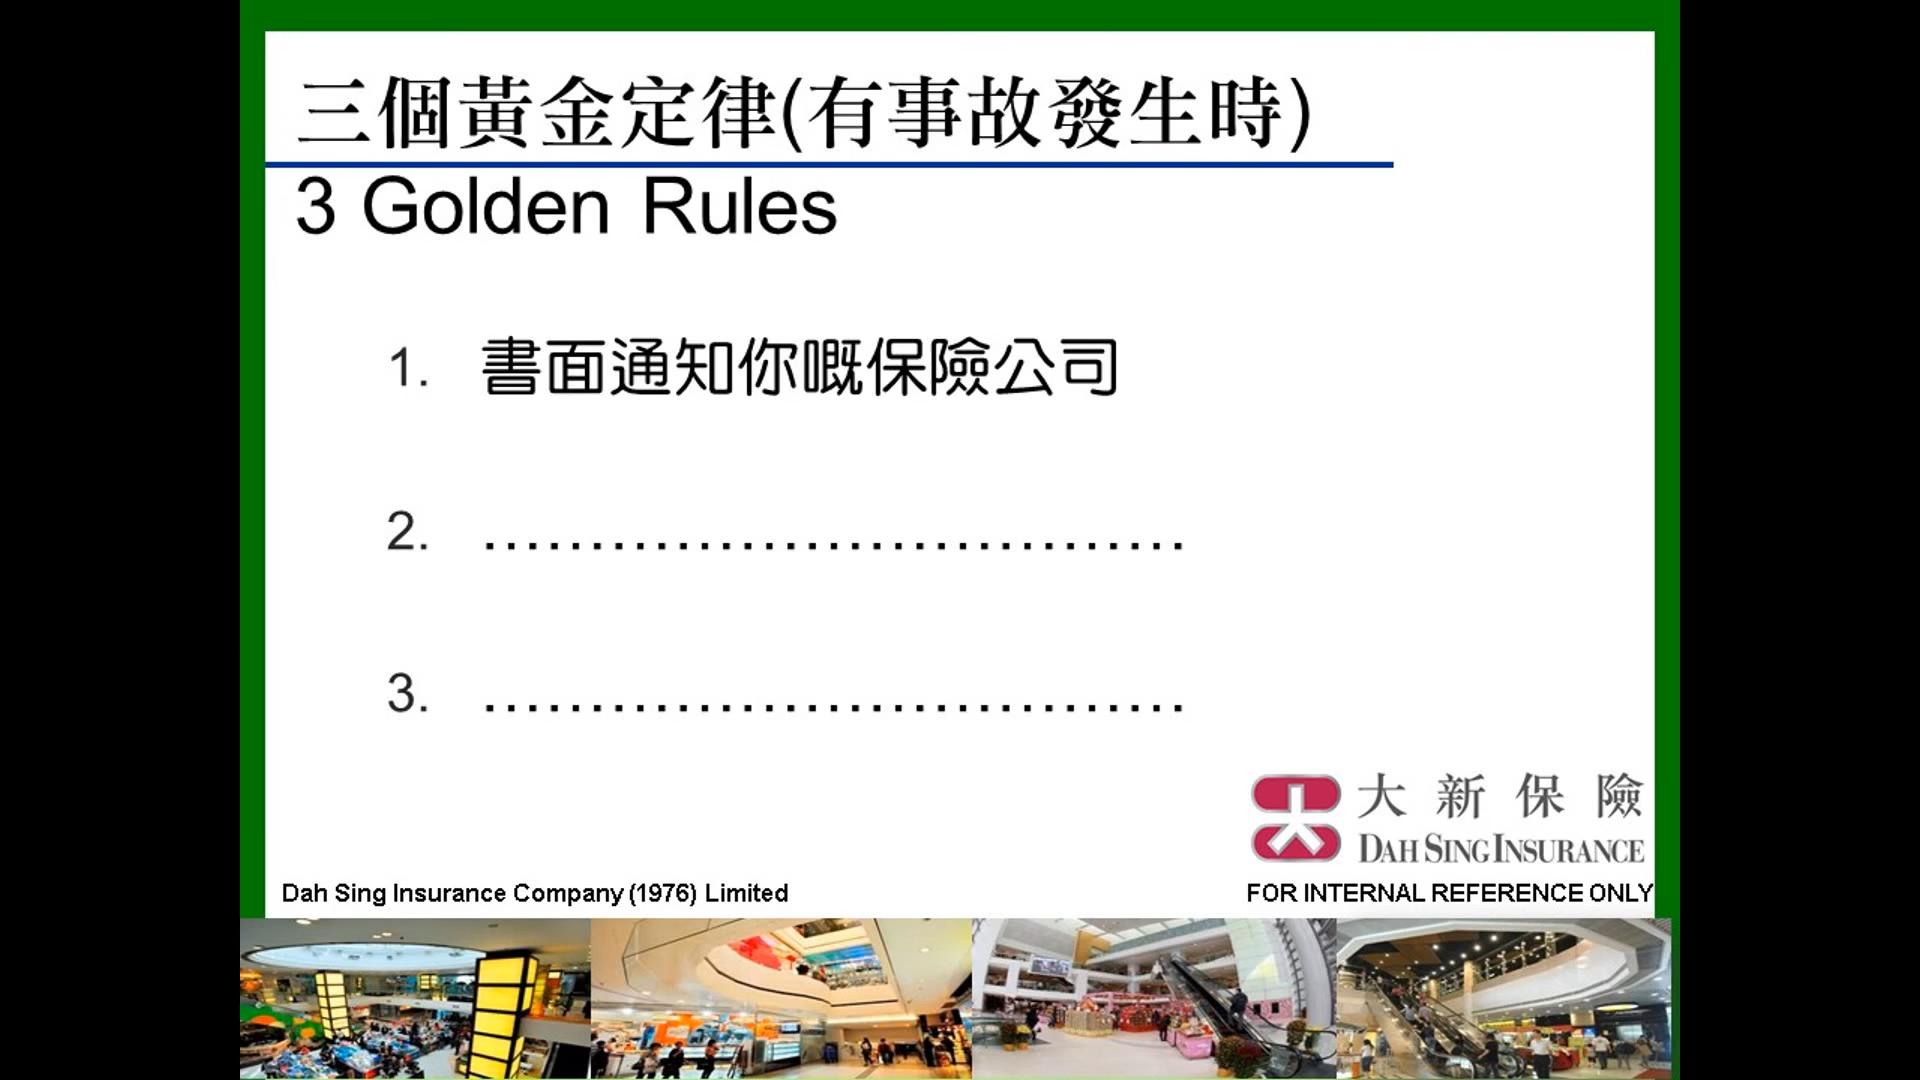 三個黃金定律(有事故發生時)
3 Golden Rules
1. 書面通知你嘅保險公司
2. .................................
3. .................................
大新保險
DAH SING INSURANCE
Dah Sing Insurance Company (1976) Limited
FOR INTERNAL REFERENCE ONLY